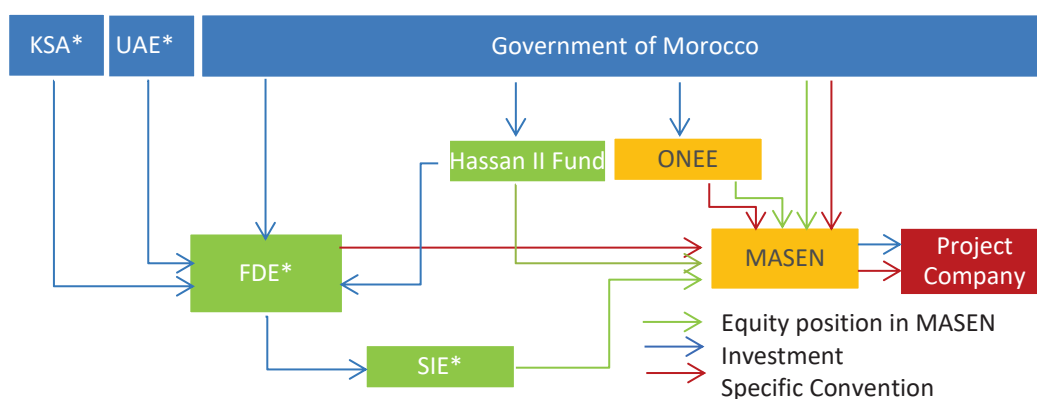 KSA*
UAE*
Government of Morocco
Hassan II Fund
ONEE
FDE*
MASEN
Project
Company
SIE*
Equity position in MASEN
Investment
Specific Convention